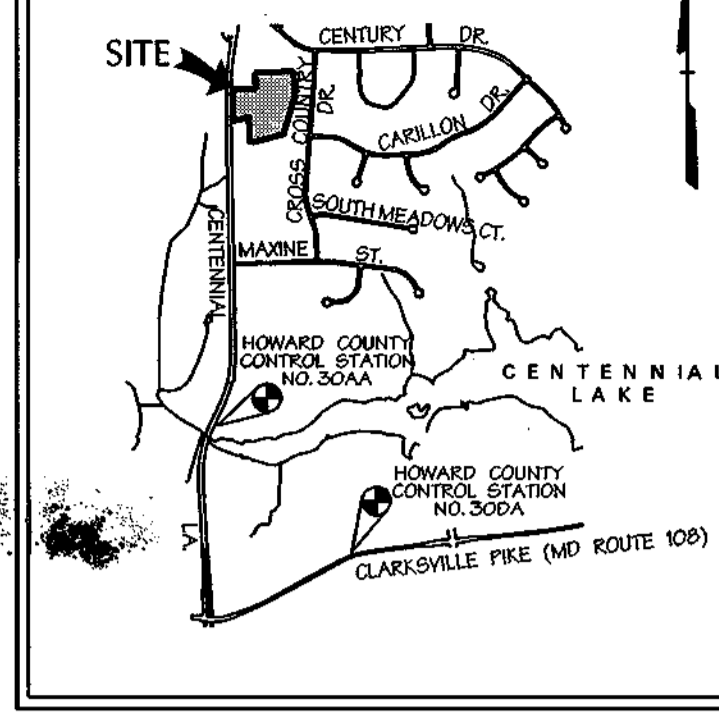 CENTURY DR.
SITE
CROSS COUNTRY DR.
CARILLON DR.
SOUTH MEADOWS CT.
CENTENNIAL LA.
MAXINE ST.
HOWARD COUNTY
CONTROL STATION
NO. 30AA
CENTENNIAL
LAKE
HOWARD COUNTY
CONTROL STATION
NO. 30DA
CLARKSVILLE PIKE (MD ROUTE 108)